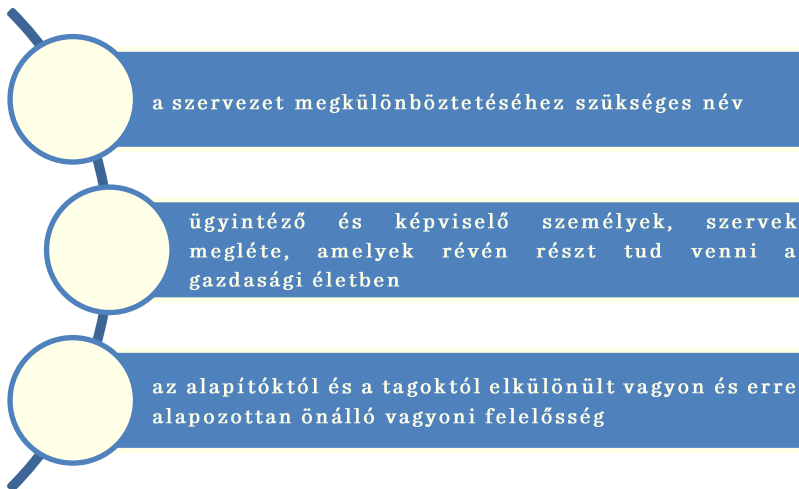 a szervezet megkülönböztetéséhez szükséges név
ügyintéző és képviselő személyek, szervek
megléte, amelyek révén részt tud venni a
gazdasági életben
az alapítóktól és a tagoktól elkülönült vagyon és erre
alapozottan önálló vagyoni felelősség